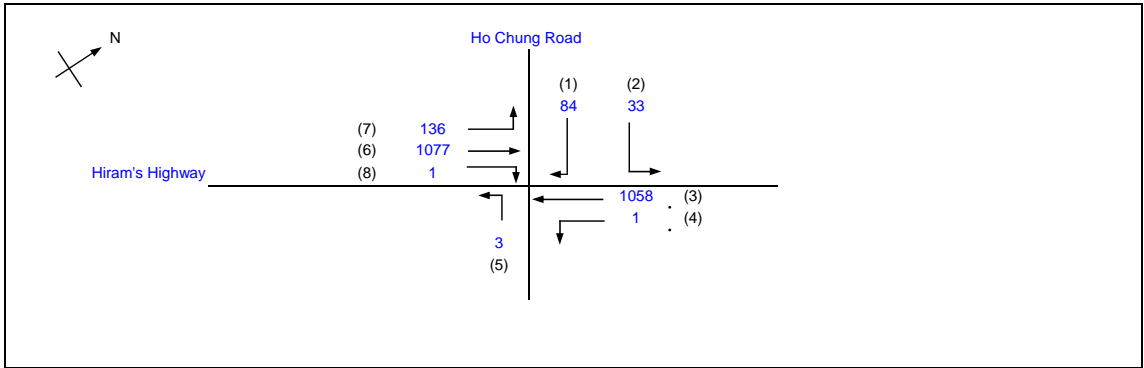 N
Ho Chung Road
(1) (2)
84 33
(7) 136
(6) 1077
Hiram's Highway (8) 1
1058 (3)
1 (4)
3
(5)